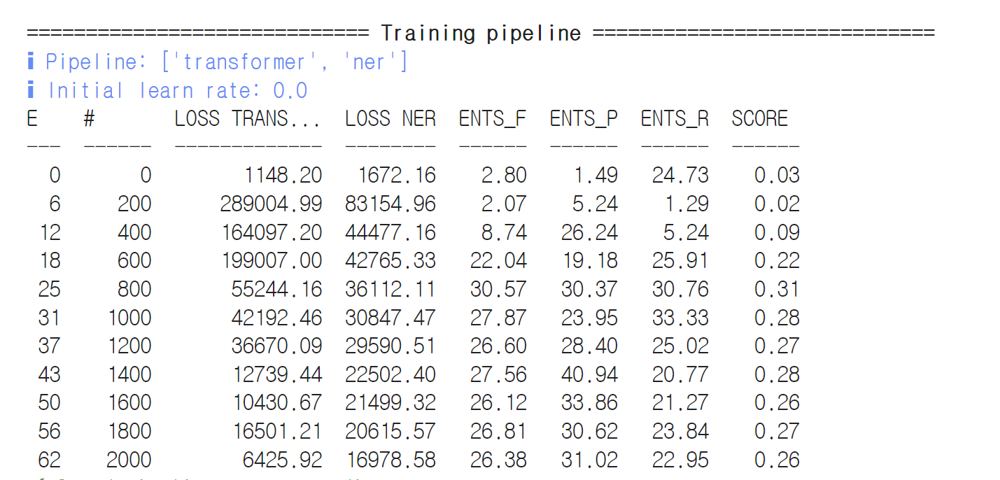 ============================= Training pipeline =============================
ℹ Pipeline: ['transformer', 'ner']
ℹ Initial learn rate: 0.0
E    #       LOSS TRANS...  LOSS NER  ENTS_F  ENTS_P  ENTS_R  SCORE
---  ------  -------------  --------  ------  ------  ------  ------
  0       0        1148.20   1672.16    2.80    1.49   24.73    0.03
  6     200      289004.99  83154.96    2.07    5.24    1.29    0.02
 12     400      164097.20  44477.16    8.74   26.24    5.24    0.09
 18     600      199007.00  42765.33   22.04   19.18   25.91    0.22
 25     800       55244.16  36112.11   30.57   30.37   30.76    0.31
 31    1000       42192.46  30847.47   27.87   23.95   33.33    0.28
 37    1200       36670.09  29590.51   26.60   28.40   25.02    0.27
 43    1400       12739.44  22502.40   27.56   40.94   20.77    0.28
 50    1600       10430.67  21499.32   26.12   33.86   21.27    0.26
 56    1800       16501.21  20615.57   26.81   30.62   23.84    0.27
 62    2000        6425.92  16978.58   26.38   31.02   22.95    0.26